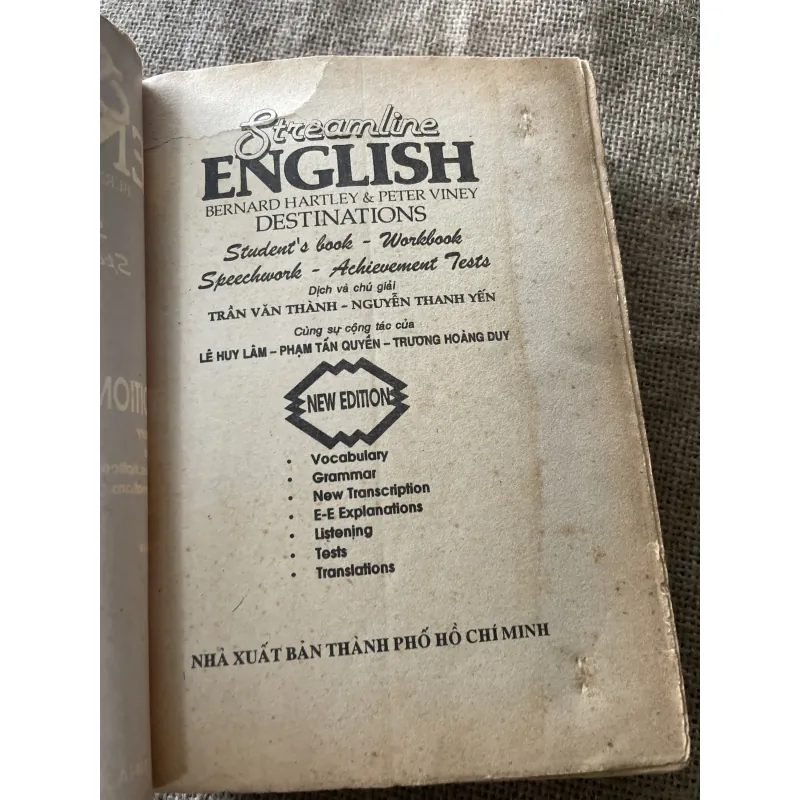 Streamline
ENGLISH
BERNARD HARTLEY & PETER VINEY
DESTINATIONS
Student's book - Workbook
Speechwork - Achievement Tests
Dịch và chú giải
TRẦN VĂN THÀNH – NGUYỄN THANH YẾN
Cùng sự cộng tác của
LÊ HUY LÂM – PHẠM TẤN QUYỀN – TRƯƠNG HOÀNG DUY
NEW EDITION
• Vocabulary
• Grammar
• New Transcription
• E-E Explanations
• Listening
• Tests
• Translations
NHÀ XUẤT BẢN THÀNH PHỐ HỒ CHÍ MINH